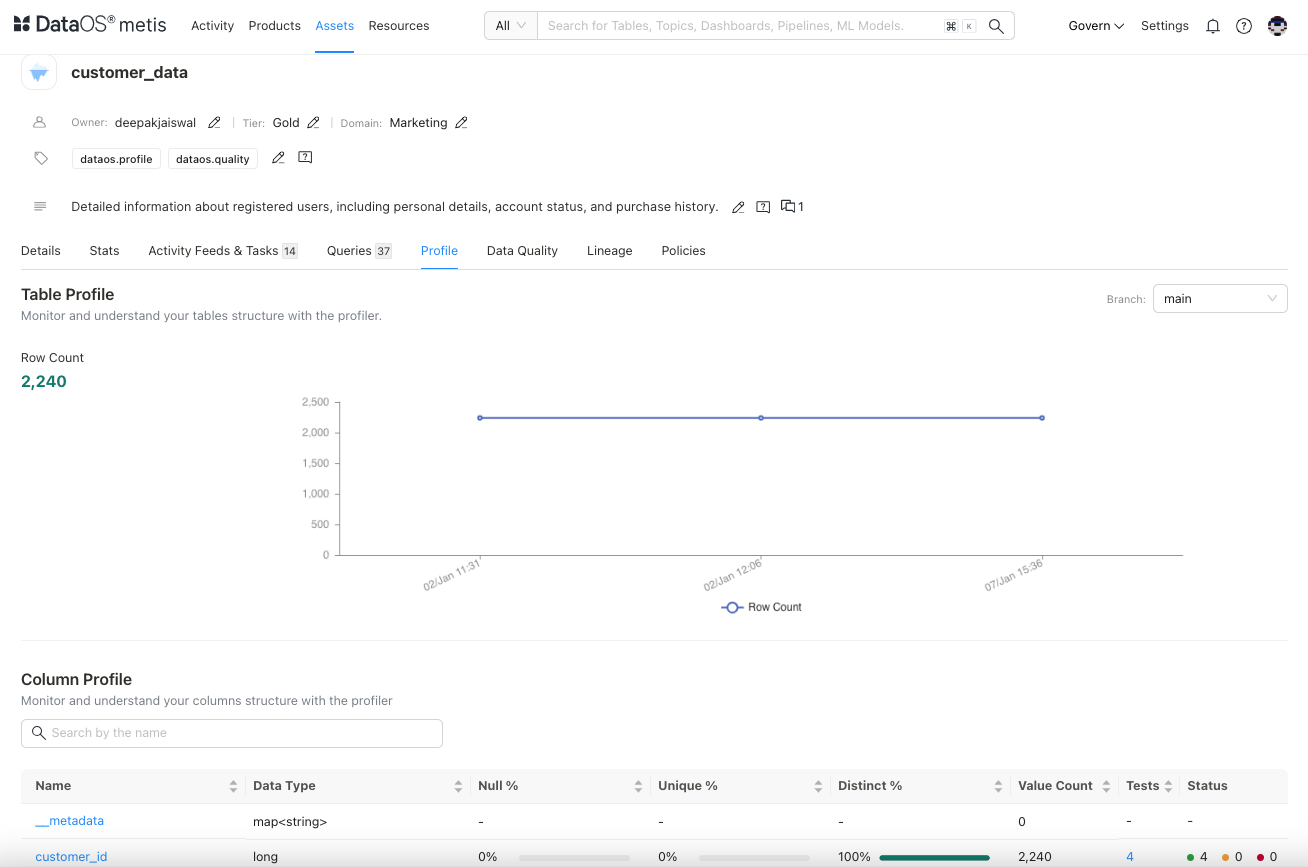 DataOS® metis Activity Products Assets Resources All Search for Tables, Topics, Dashboards, Pipelines, ML Models. ⌘ K Govern Settings ?
customer_data
Owner: deepakjaiswal Tier: Gold Domain: Marketing
dataos.profile dataos.quality ?
Detailed information about registered users, including personal details, account status, and purchase history. ? 1
Details Stats Activity Feeds & Tasks 14 Queries 37 Profile Data Quality Lineage Policies
Table Profile
Monitor and understand your tables structure with the profiler.
Branch: main
Row Count
2,240
2,500
2,000
1,500
1,000
500
0
02/Jan 11:31 02/Jan 12:06 07/Jan 15:36
Row Count
Column Profile
Monitor and understand your columns structure with the profiler
Search by the name
Name Data Type Null % Unique % Distinct % Value Count Tests Status
__metadata map<string> - - - 0 - -
customer_id long 0% 0% 100% 2,240 4 4 0 0